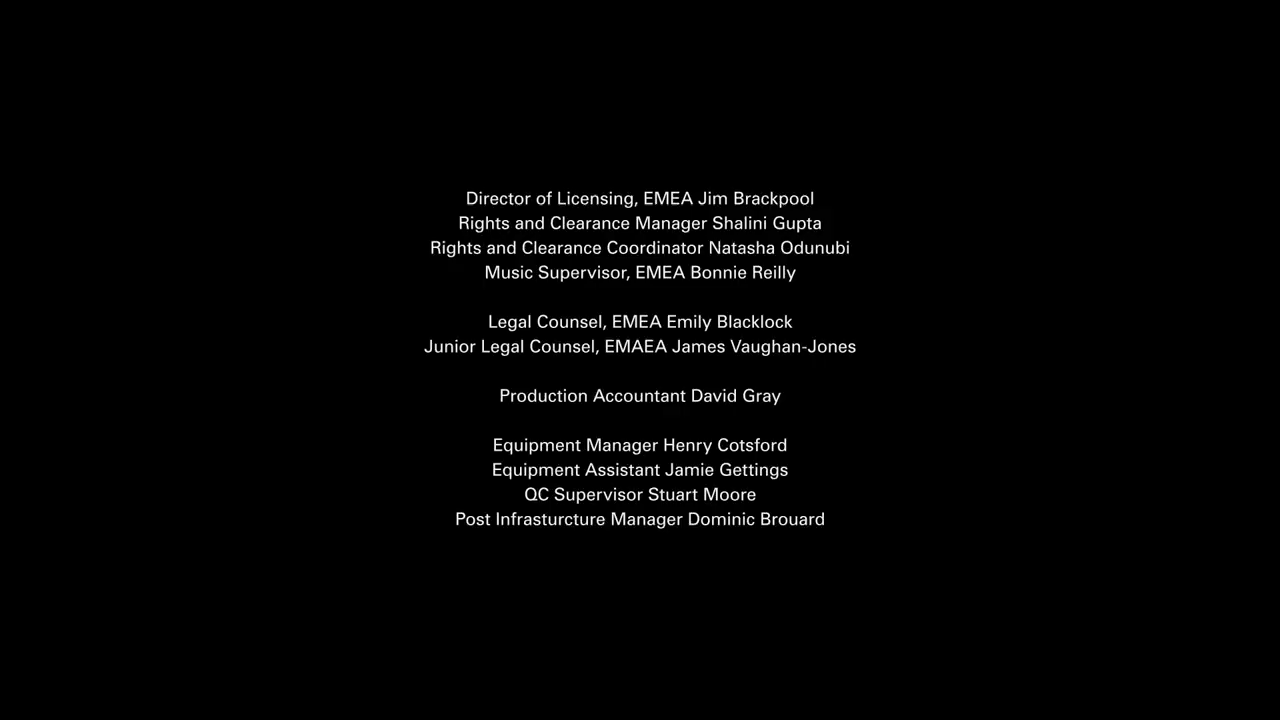 Director of Licensing, EMEA Jim Brackpool
Rights and Clearance Manager Shalini Gupta
Rights and Clearance Coordinator Natasha Odunubi
Music Supervisor, EMEA Bonnie Reilly
Legal Counsel, EMEA Emily Blacklock
Junior Legal Counsel, EMAEA James Vaughan-Jones
Production Accountant David Gray
Equipment Manager Henry Cotsford
Equipment Assistant Jamie Gettings
QC Supervisor Stuart Moore
Post Infrasturcture Manager Dominic Brouard